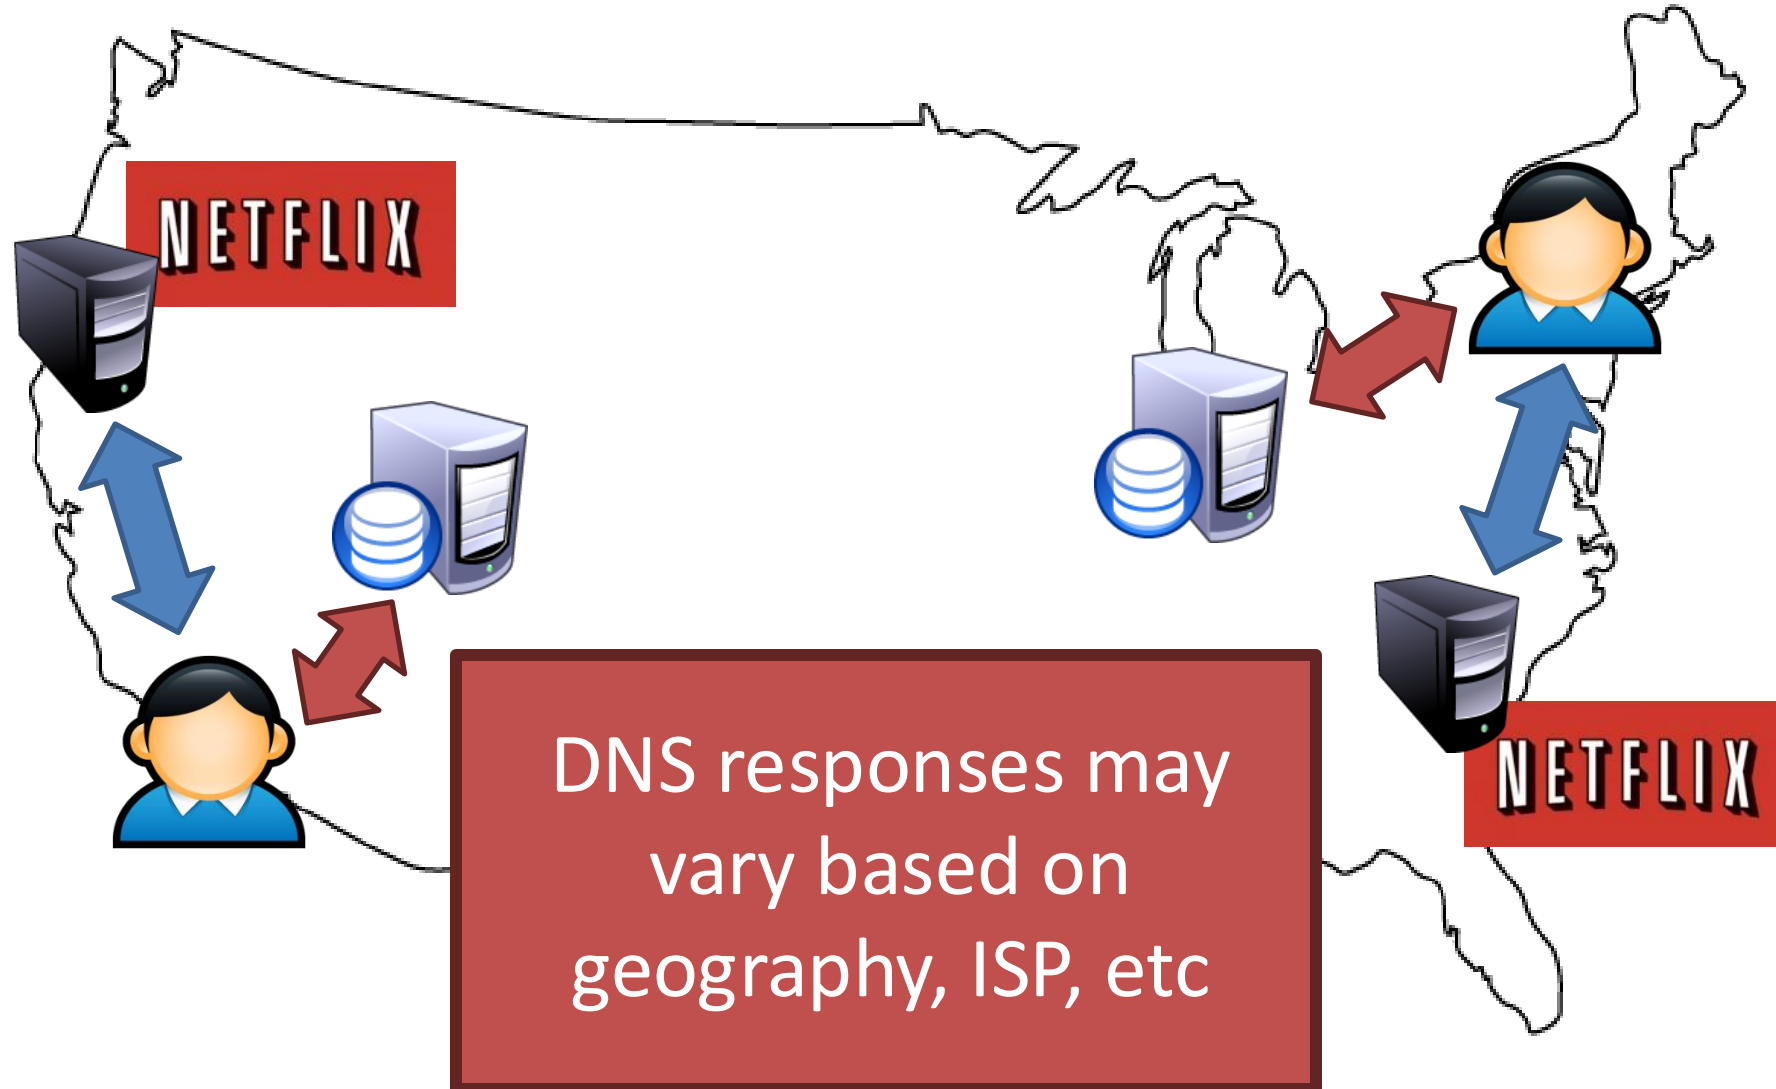 NETFLIX
DNS responses may
vary based on
geography, ISP, etc
NETFLIX